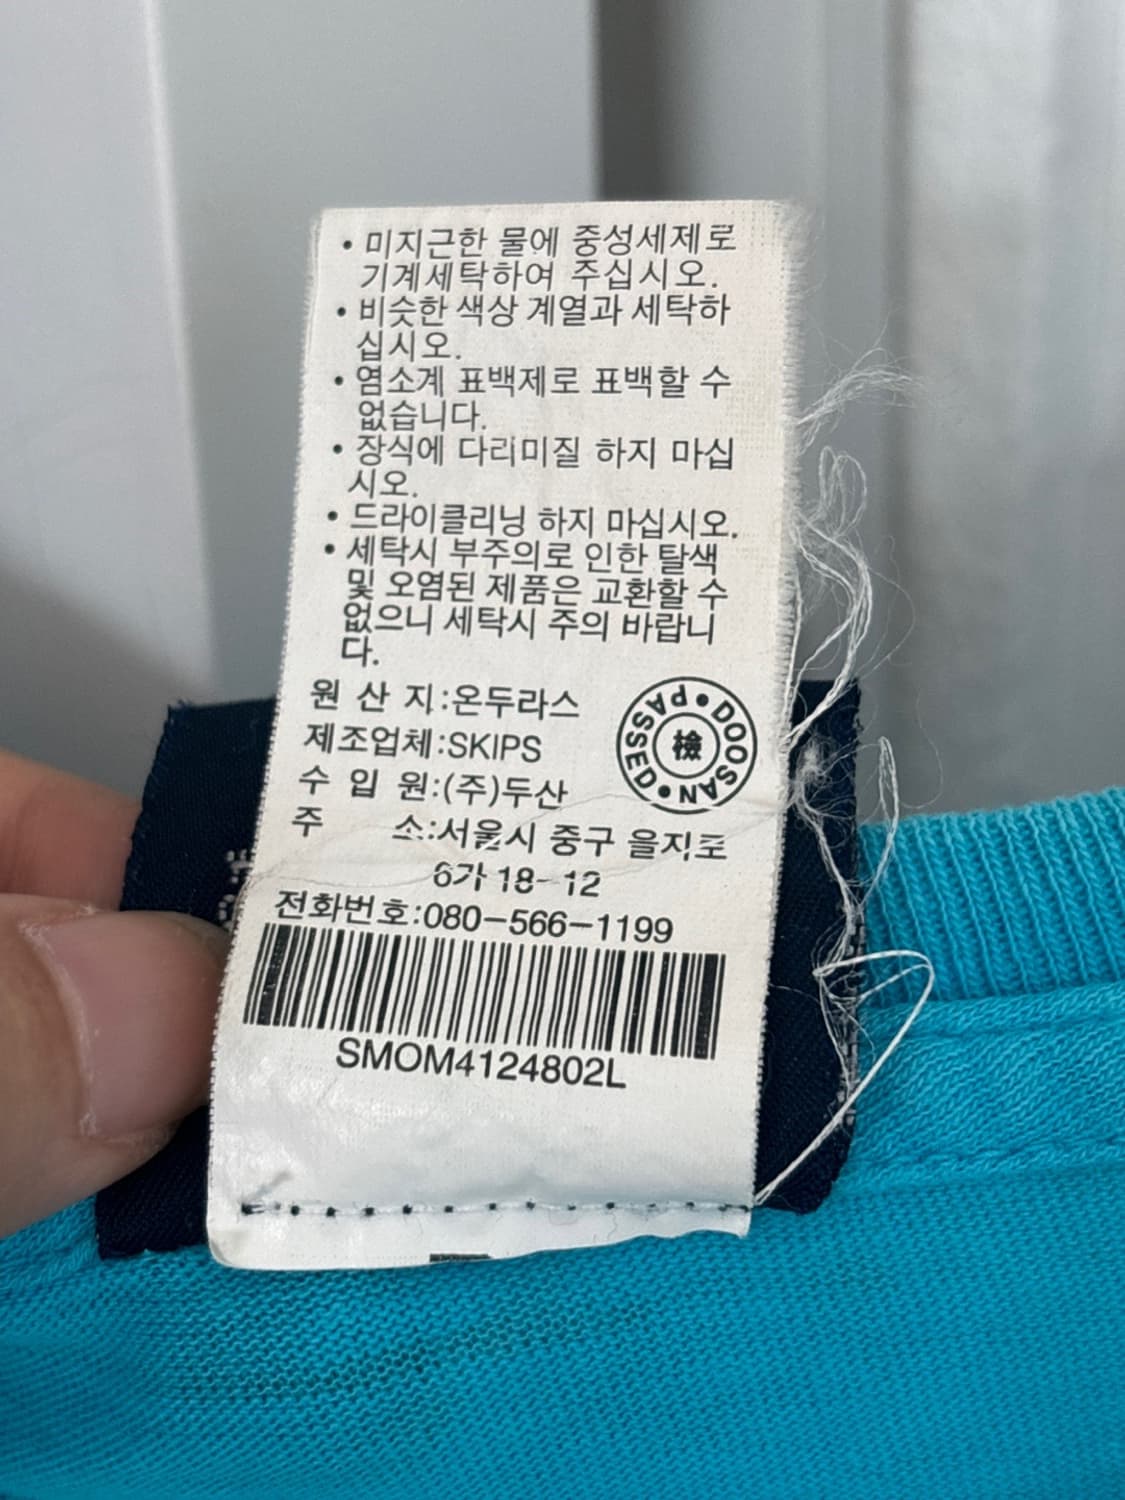 • 미지근한 물에 중성세제로
기계세탁하여 주십시오.
• 비슷한 색상 계열과 세탁하
십시오.
• 염소계 표백제로 표백할 수
없습니다.
• 장식에 다리미질 하지 마십
시오.
• 드라이클리닝 하지 마십시오.
• 세탁시 부주의로 인한 탈색
및 오염된 제품은 교환할 수
없으니 세탁시 주의 바랍니
다.
원 산 지:온두라스
제조업체:SKIPS
수 입 원:(주)두산
주 소:서울시 중구 을지로
6가 18-12
전화번호:080-566-1199
DOOSAN • PASSED •
檢
SMOM4124802L